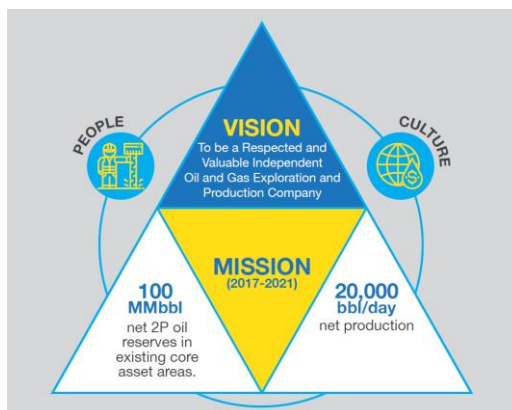 VISION
To be a Respected and
Valuable Independent
Oil and Gas Exploration and
Production Company
PEOPLE
CULTURE
MISSION
(2017-2021)
100
MMbbl
net 2P oil
reserves in
existing core
asset areas.
20,000
bbl/day
net production